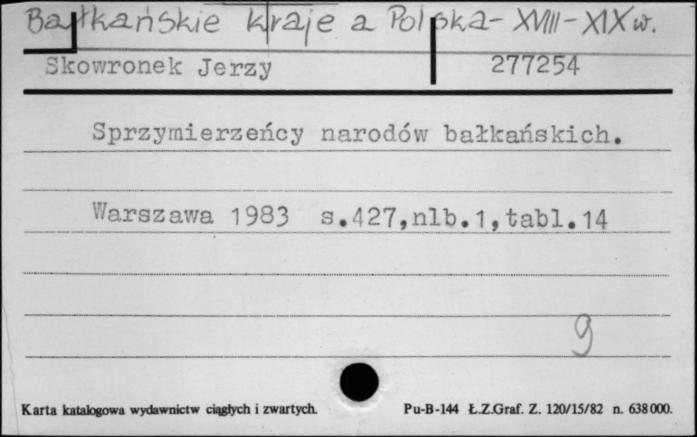 Bałkańskie kraje a Polska - XVIII - XIX w.
Skowronek Jerzy 277254
Sprzymierzeńcy narodów bałkańskich.
Warszawa 1983 s.427,nlb.1,tabl.14
9
Karta katalogowa wydawnictw ciągłych i zwartych. Pu-B-144 Ł.Z.Graf. Z. 120/15/82 n. 638 000.